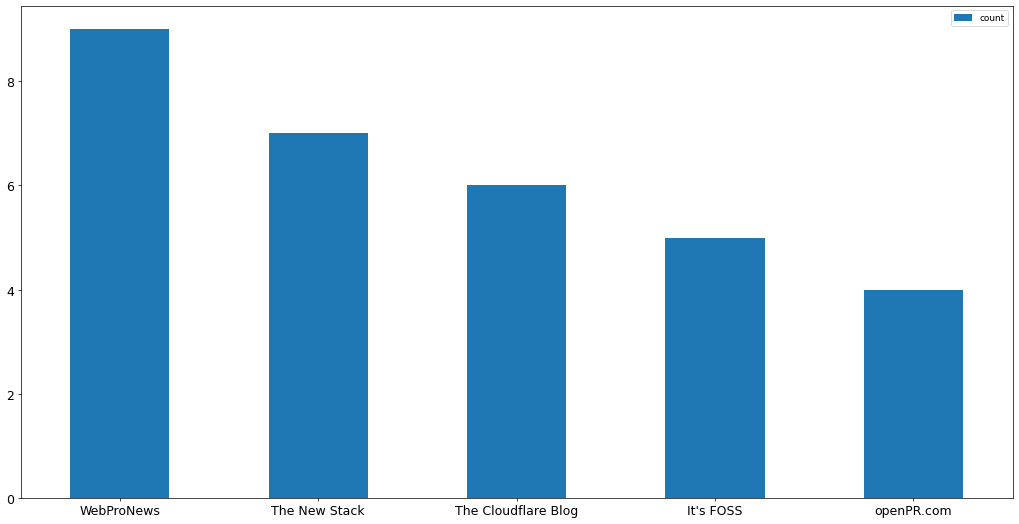 count
8
6
4
2
0
WebProNews
The New Stack
The Cloudflare Blog
It's FOSS
openPR.com